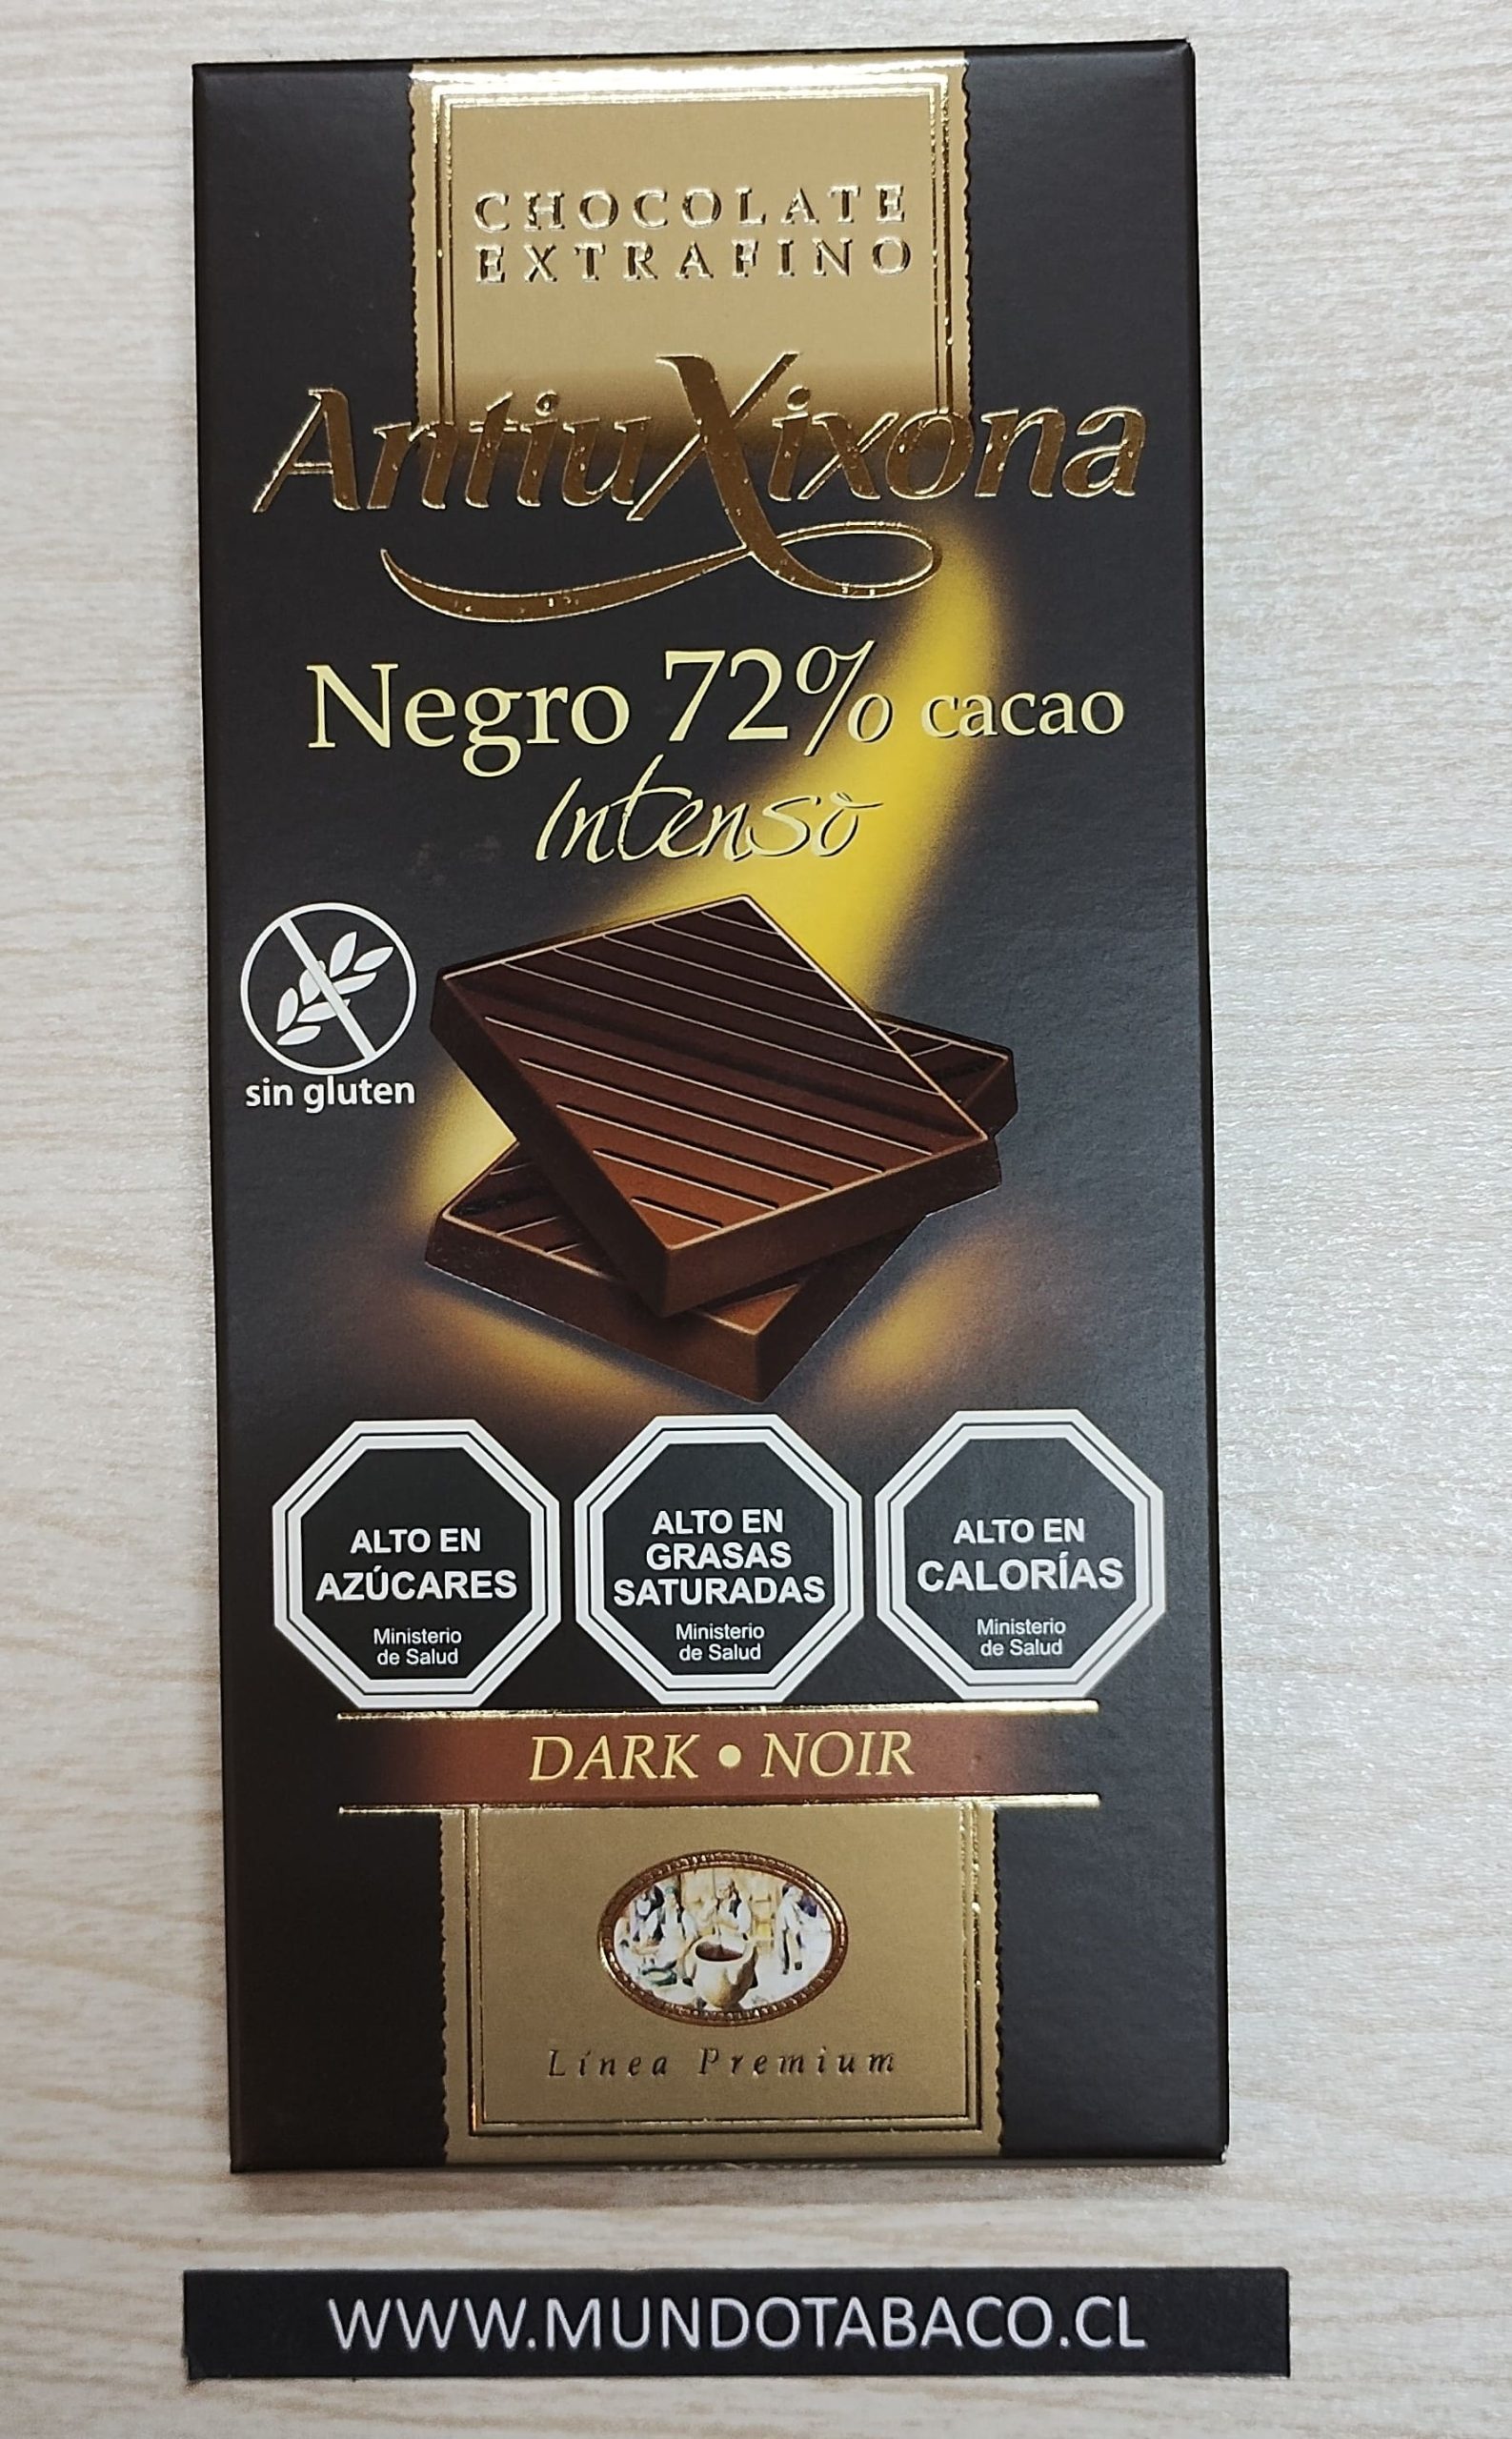 CHOCOLATE
EXTRAFINO
AntiuXixona
Negro 72% cacao
Intenso
sin gluten
ALTO EN
AZÚCARES
Ministerio
de Salud
ALTO EN
GRASAS
SATURADAS
Ministerio
de Salud
ALTO EN
CALORÍAS
Ministerio
de Salud
DARK • NOIR
Línea Premium
WWW.MUNDOTABACO.CL